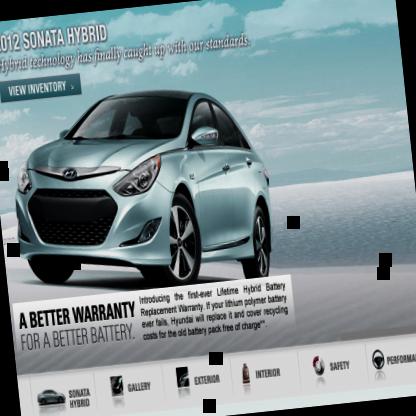 2012 SONATA HYBRID
Hybrid technology has finally caught up with our standards.
VIEW INVENTORY >
A BETTER WARRANTY
FOR A BETTER BATTERY.
Introducing the first-ever Lifetime Hybrid Battery
Replacement Warranty. If your lithium polymer battery
ever fails, Hyundai will replace it and cover recycling
costs for the old battery pack free of charge**.
SONATA
HYBRID
GALLERY
EXTERIOR
INTERIOR
SAFETY
PERFORMA